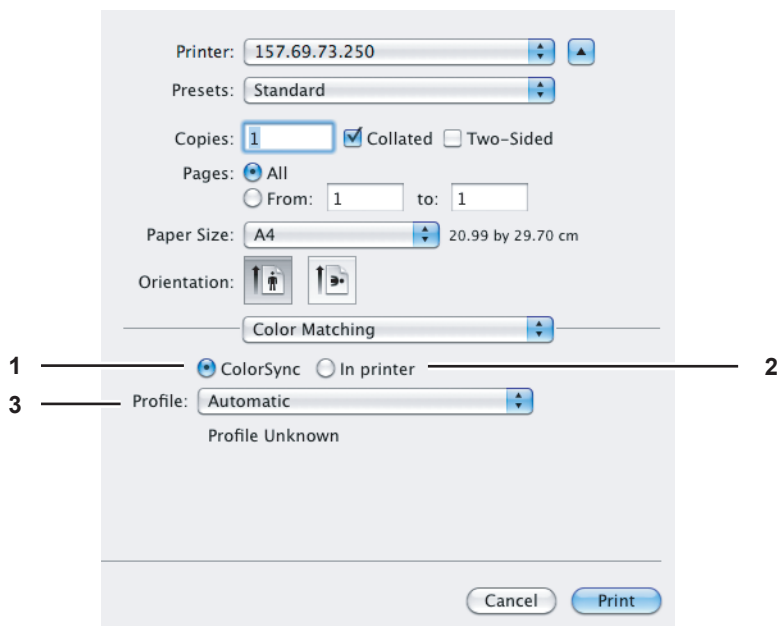 Printer: 157.69.73.250
Presets: Standard
Copies: 1 Collated Two-Sided
Pages: All
From: 1 to: 1
Paper Size: A4 20.99 by 29.70 cm
Orientation:
Color Matching
1 ColorSync In printer 2
3 Profile: Automatic
Profile Unknown
Cancel Print